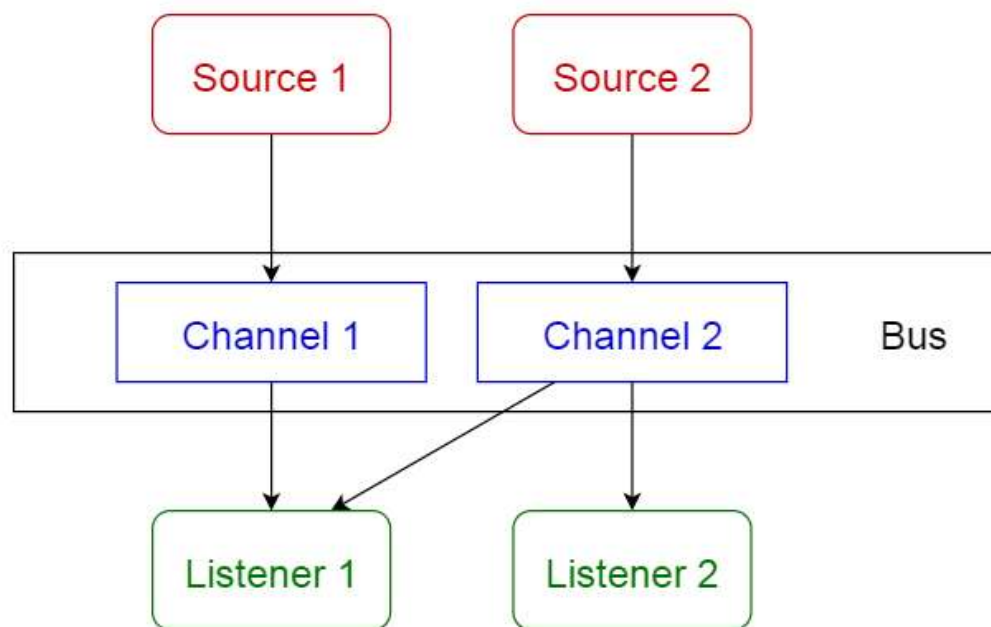 Source 1
Source 2
Channel 1
Channel 2
Bus
Listener 1
Listener 2